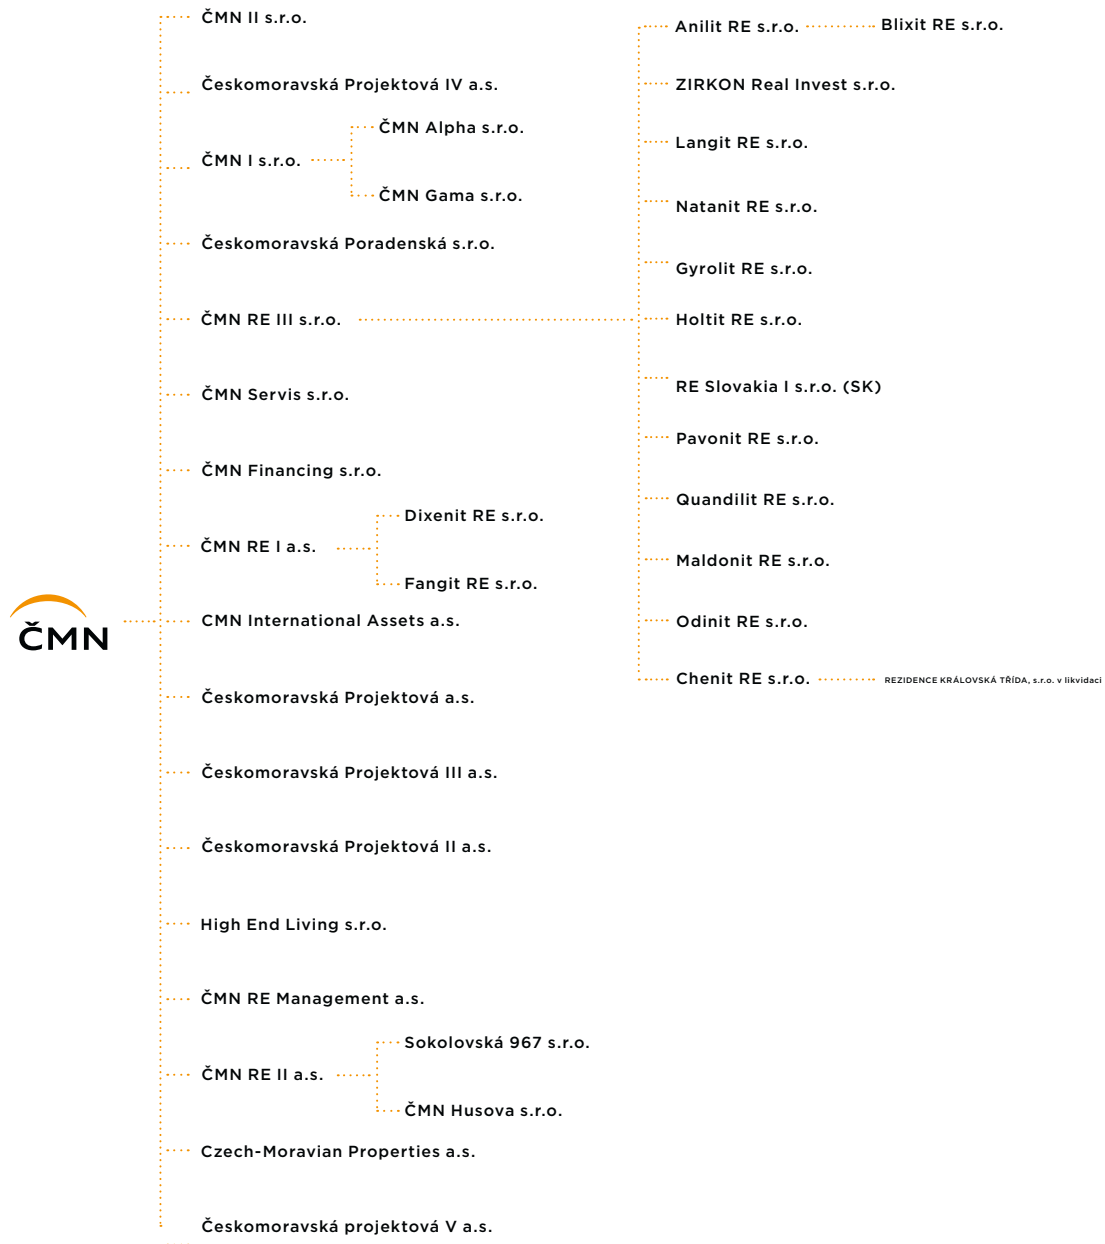 ČMN
ČMN II s.r.o.
Českomoravská Projektová IV a.s.
ČMN I s.r.o.
ČMN Alpha s.r.o.
ČMN Gama s.r.o.
Českomoravská Poradenská s.r.o.
ČMN RE III s.r.o.
Anilit RE s.r.o.
Blixit RE s.r.o.
ZIRKON Real Invest s.r.o.
Langit RE s.r.o.
Natanit RE s.r.o.
Gyrolit RE s.r.o.
Holtit RE s.r.o.
RE Slovakia I s.r.o. (SK)
Pavonit RE s.r.o.
Quandilit RE s.r.o.
Maldonit RE s.r.o.
Odinit RE s.r.o.
Chenit RE s.r.o.
REZIDENCE KRÁLOVSKÁ TŘÍDA, s.r.o. v likvidaci
ČMN Servis s.r.o.
ČMN Financing s.r.o.
ČMN RE I a.s.
Dixenit RE s.r.o.
Fangit RE s.r.o.
CMN International Assets a.s.
Českomoravská Projektová a.s.
Českomoravská Projektová III a.s.
Českomoravská Projektová II a.s.
High End Living s.r.o.
ČMN RE Management a.s.
ČMN RE II a.s.
Sokolovská 967 s.r.o.
ČMN Husova s.r.o.
Czech-Moravian Properties a.s.
Českomoravská projektová V a.s.